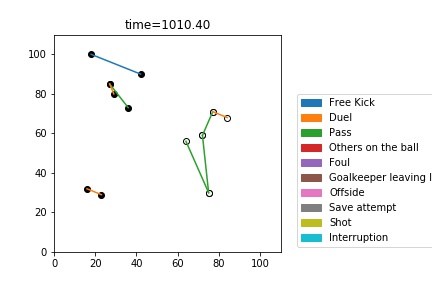 time=1010.40
100
80
60
40
20
0
0 20 40 60 80 100
Free Kick
Duel
Pass
Others on the ball
Foul
Goalkeeper leaving l
Offside
Save attempt
Shot
Interruption